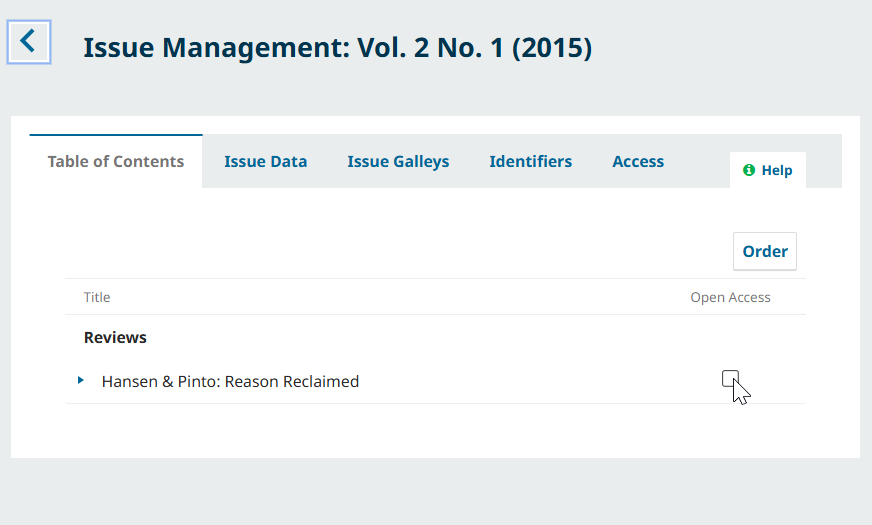 Issue Management: Vol. 2 No. 1 (2015)
Table of Contents Issue Data Issue Galleys Identifiers Access Help
Order
Title Open Access
Reviews
Hansen & Pinto: Reason Reclaimed